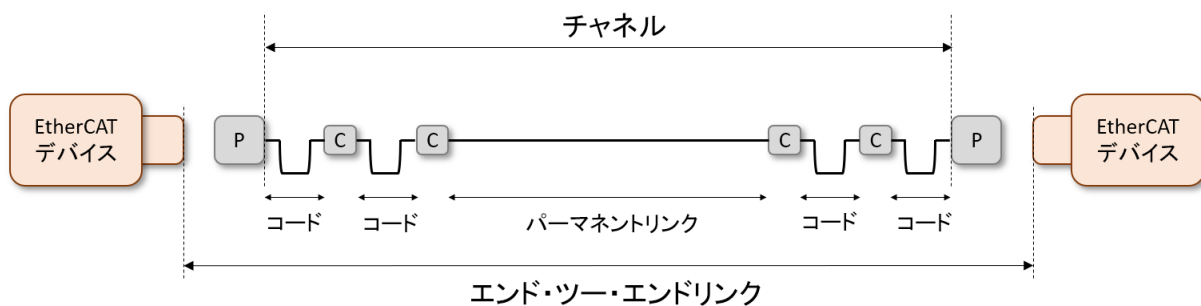 チャネル
EtherCAT
デバイス
P
C
C
C
C
P
EtherCAT
デバイス
コード
コード
パーマネントリンク
コード
コード
エンド・ツー・エンドリンク